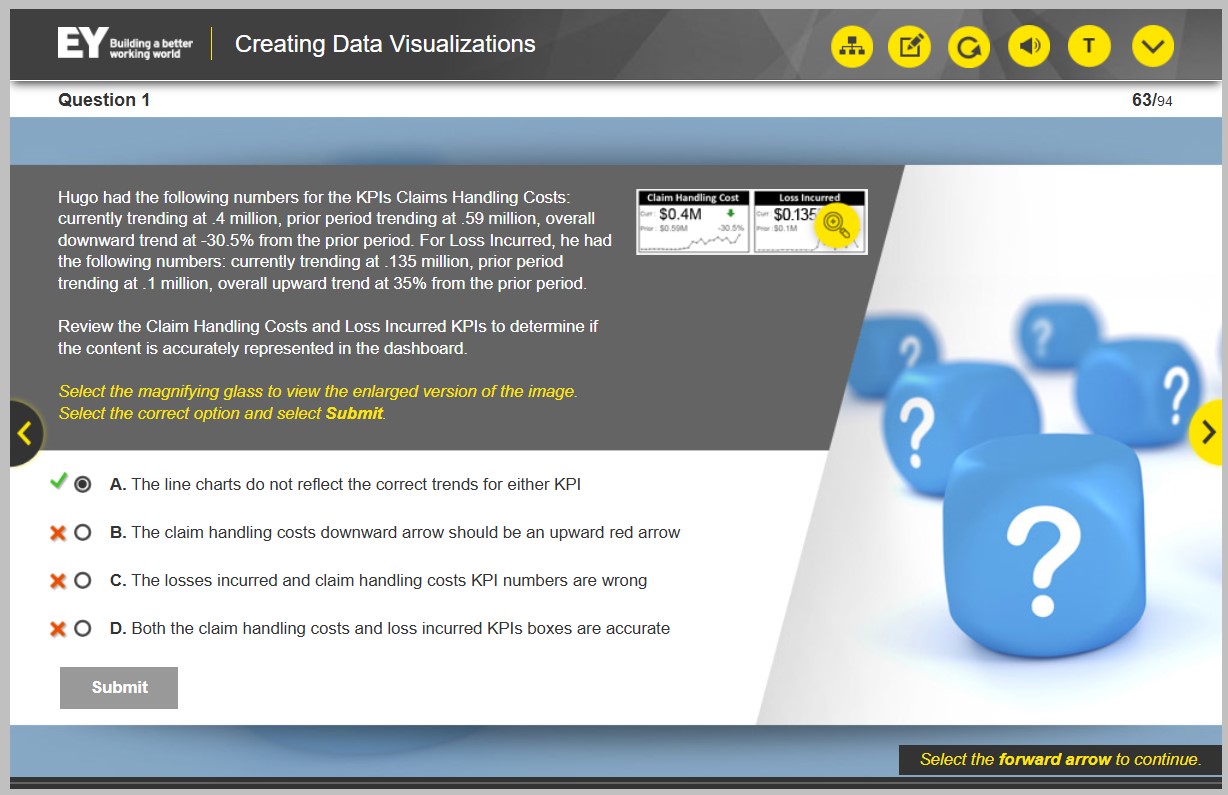 EY Building a better
working world
Creating Data Visualizations
T
Question 1
63/94
Hugo had the following numbers for the KPIs Claims Handling Costs:
currently trending at .4 million, prior period trending at .59 million, overall
downward trend at -30.5% from the prior period. For Loss Incurred, he had
the following numbers: currently trending at .135 million, prior period
trending at .1 million, overall upward trend at 35% from the prior period.
Review the Claim Handling Costs and Loss Incurred KPIs to determine if
the content is accurately represented in the dashboard.
Select the magnifying glass to view the enlarged version of the image.
Select the correct option and select Submit.
Claim Handling Cost
Curr : $0.4M
Prior : $0.59M -30.5%
Loss Incurred
Curr : $0.135
Prior : $0.1M
? ? ? ? ?
A. The line charts do not reflect the correct trends for either KPI
B. The claim handling costs downward arrow should be an upward red arrow
C. The losses incurred and claim handling costs KPI numbers are wrong
D. Both the claim handling costs and loss incurred KPIs boxes are accurate
Submit
Select the forward arrow to continue.